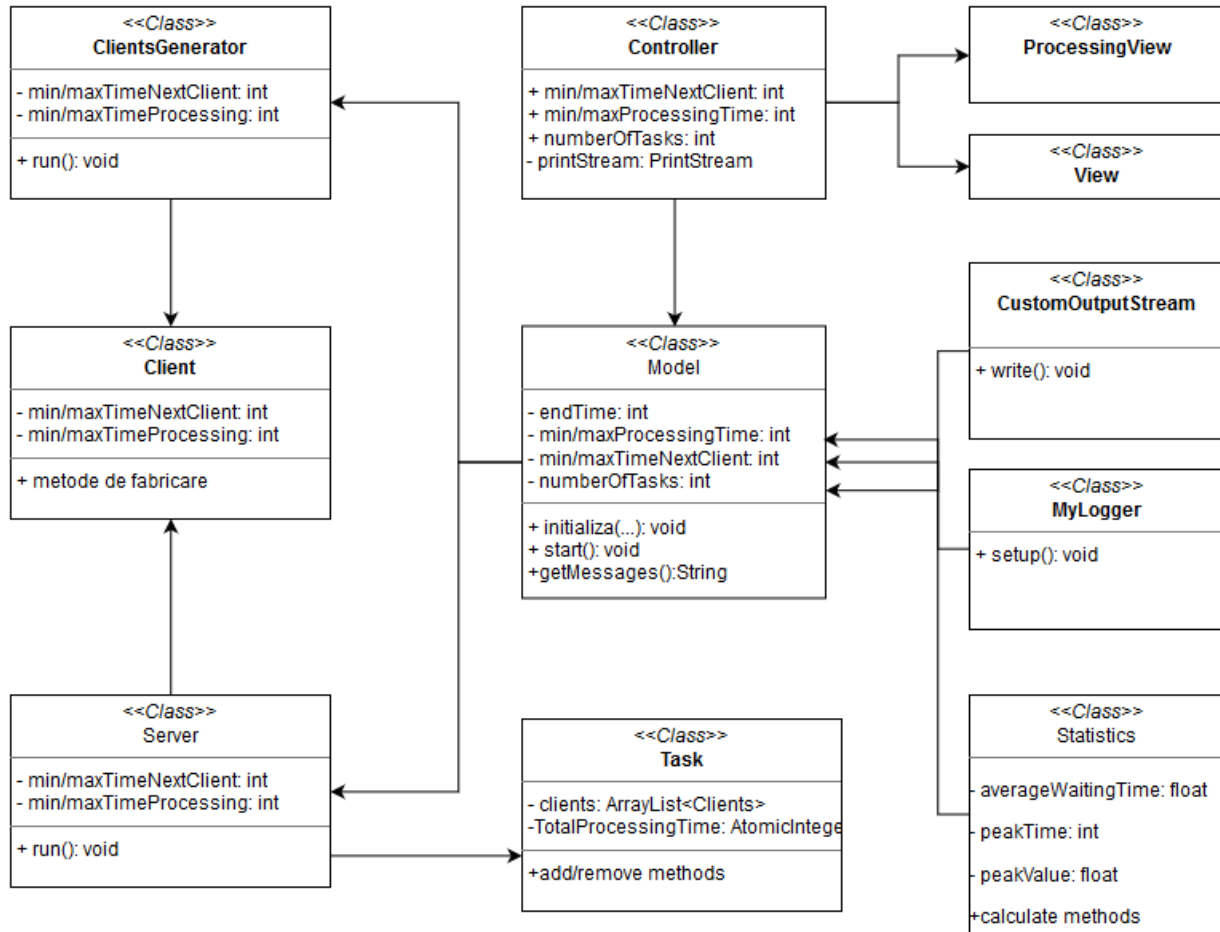 <<Class>>
ClientsGenerator
- min/maxTimeNextClient: int
- min/maxTimeProcessing: int
+ run(): void
<<Class>>
Controller
+ min/maxTimeNextClient: int
+ min/maxProcessingTime: int
+ numberOfTasks: int
- printStream: PrintStream
<<Class>>
ProcessingView
<<Class>>
View
<<Class>>
Client
- min/maxTimeNextClient: int
- min/maxTimeProcessing: int
+ metode de fabricare
<<Class>>
Model
- endTime: int
- min/maxProcessingTime: int
- min/maxTimeNextClient: int
- numberOfTasks: int
+ initializa(...): void
+ start(): void
+getMessages():String
<<Class>>
CustomOutputStream
+ write(): void
<<Class>>
MyLogger
+ setup(): void
<<Class>>
Server
- min/maxTimeNextClient: int
- min/maxTimeProcessing: int
+ run(): void
<<Class>>
Task
- clients: ArrayList<Clients>
-TotalProcessingTime: AtomicIntege
+add/remove methods
<<Class>>
Statistics
- averageWaitingTime: float
- peakTime: int
- peakValue: float
+calculate methods